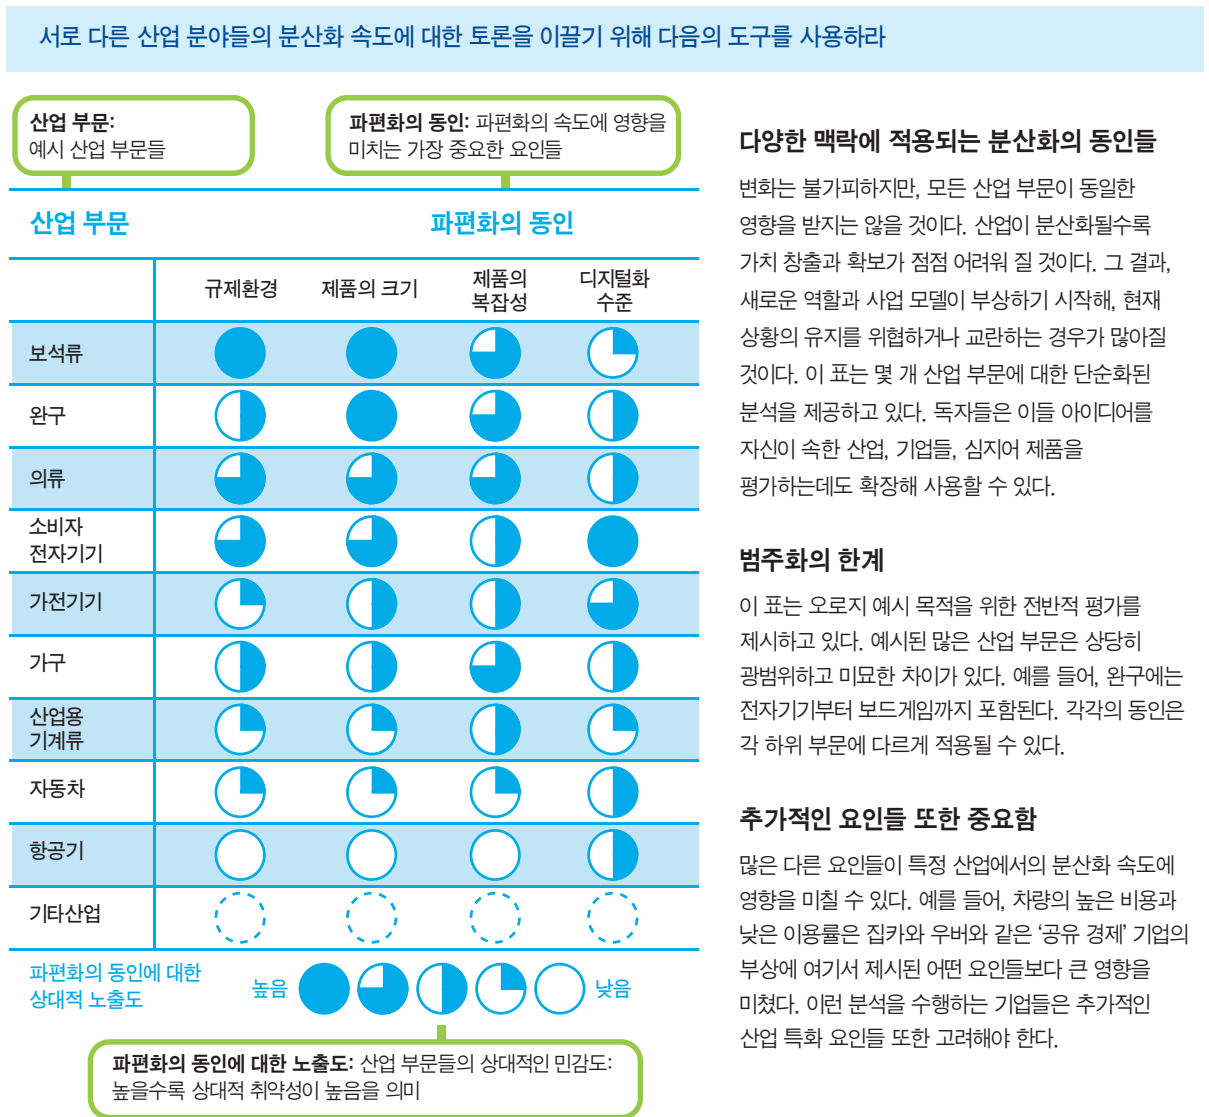 서로 다른 산업 분야들의 분산화 속도에 대한 토론을 이끌기 위해 다음의 도구를 사용하라
산업 부문:
예시 산업 부문들
파편화의 동인: 파편화의 속도에 영향을
미치는 가장 중요한 요인들
산업 부문
파편화의 동인
규제환경
제품의 크기
제품의
복잡성
디지털화
수준
보석류
완구
의류
소비자
전자기기
가전기기
가구
산업용
기계류
자동차
항공기
기타산업
파편화의 동인에 대한
상대적 노출도
높음
낮음
파편화의 동인에 대한 노출도: 산업 부문들의 상대적인 민감도:
높을수록 상대적 취약성이 높음을 의미
다양한 맥락에 적용되는 분산화의 동인들
변화는 불가피하지만, 모든 산업 부문이 동일한
영향을 받지는 않을 것이다. 산업이 분산화될수록
가치 창출과 확보가 점점 어려워 질 것이다. 그 결과,
새로운 역할과 사업 모델이 부상하기 시작해, 현재
상황의 유지를 위협하거나 교란하는 경우가 많아질
것이다. 이 표는 몇 개 산업 부문에 대한 단순화된
분석을 제공하고 있다. 독자들은 이들 아이디어를
자신이 속한 산업, 기업들, 심지어 제품을
평가하는데도 확장해 사용할 수 있다.
범주화의 한계
이 표는 오로지 예시 목적을 위한 전반적 평가를
제시하고 있다. 예시된 많은 산업 부문은 상당히
광범위하고 미묘한 차이가 있다. 예를 들어, 완구에는
전자기기부터 보드게임까지 포함된다. 각각의 동인은
각 하위 부문에 다르게 적용될 수 있다.
추가적인 요인들 또한 중요함
많은 다른 요인들이 특정 산업에서의 분산화 속도에
영향을 미칠 수 있다. 예를 들어, 차량의 높은 비용과
낮은 이용률은 집카와 우버와 같은 ‘공유 경제’ 기업의
부상에 여기서 제시된 어떤 요인들보다 큰 영향을
미쳤다. 이런 분석을 수행하는 기업들은 추가적인
산업 특화 요인들 또한 고려해야 한다.